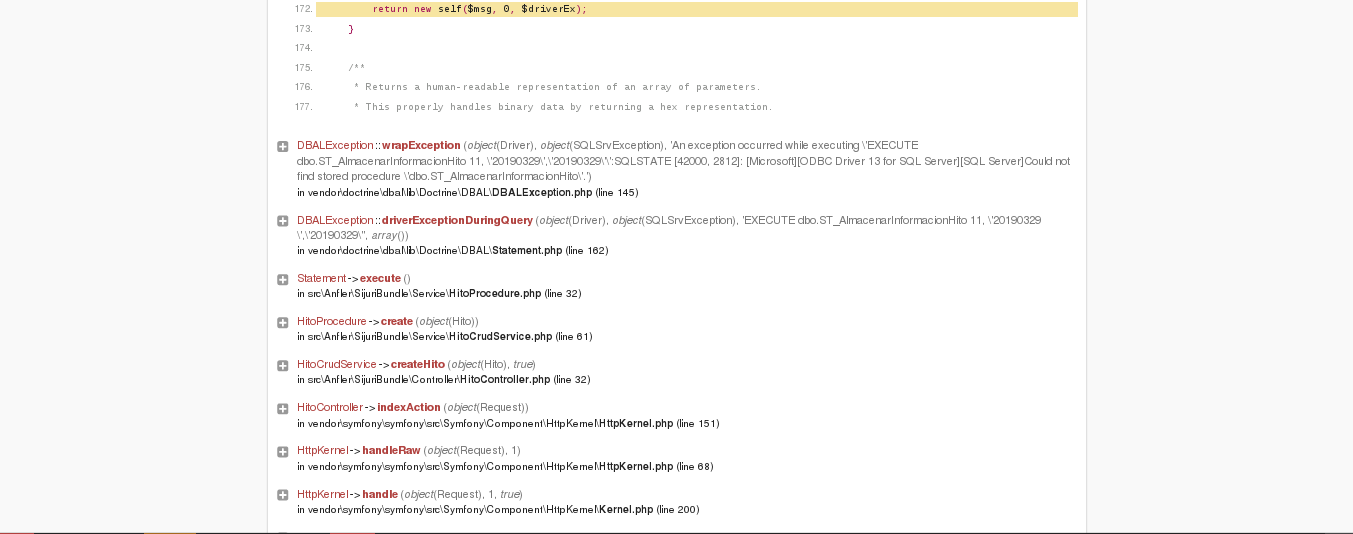 172. return new self($msg, 0, $driverEx);
173. }
174.
175. /**
176. * Returns a human-readable representation of an array of parameters.
177. * This properly handles binary data by returning a hex representation.
DBALException::wrapException (object(Driver), object(SQLSrvException), 'An exception occurred while executing \'EXECUTE
dbo.ST_AlmacenarInformacionHito 11, \'20190329\',\'20190329\'\':SQLSTATE [42000, 2812]: [Microsoft][ODBC Driver 13 for SQL Server][SQL Server]Could not
find stored procedure \'dbo.ST_AlmacenarInformacionHito\'.')
in vendor\doctrine\dbal\lib\Doctrine\DBAL\DBALException.php (line 145)
DBALException::driverExceptionDuringQuery (object(Driver), object(SQLSrvException), 'EXECUTE dbo.ST_AlmacenarInformacionHito 11, \'20190329
\',\'20190329\'', array())
in vendor\doctrine\dbal\lib\Doctrine\DBAL\Statement.php (line 162)
Statement->execute ()
in src\Anfler\SijuriBundle\Service\HitoProcedure.php (line 32)
HitoProcedure->create (object(Hito))
in src\Anfler\SijuriBundle\Service\HitoCrudService.php (line 61)
HitoCrudService->createHito (object(Hito), true)
in src\Anfler\SijuriBundle\Controller\HitoController.php (line 32)
HitoController->indexAction (object(Request))
in vendor\symfony\symfony\src\Symfony\Component\HttpKernel\HttpKernel.php (line 151)
HttpKernel->handleRaw (object(Request), 1)
in vendor\symfony\symfony\src\Symfony\Component\HttpKernel\HttpKernel.php (line 68)
HttpKernel->handle (object(Request), 1, true)
in vendor\symfony\symfony\src\Symfony\Component\HttpKernel\Kernel.php (line 200)